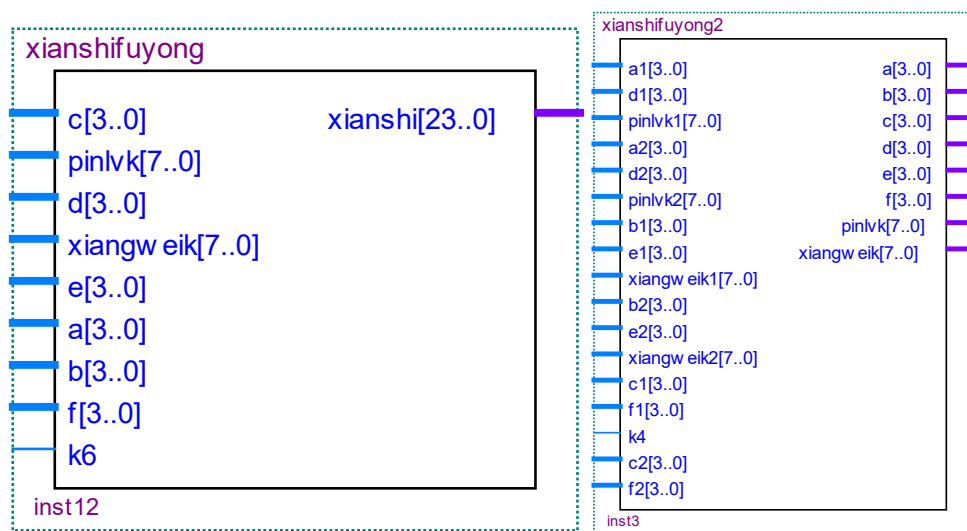 xianshifuyong
c[3..0]
xianshi[23..0]
pinlvk[7..0]
d[3..0]
xiangw eik[7..0]
e[3..0]
a[3..0]
b[3..0]
f[3..0]
k6
inst12
xianshifuyong2
a1[3..0]
a[3..0]
d1[3..0]
b[3..0]
pinlvk1[7..0]
c[3..0]
a2[3..0]
d[3..0]
d2[3..0]
e[3..0]
pinlvk2[7..0]
f[3..0]
b1[3..0]
pinlvk[7..0]
e1[3..0]
xiangw eik[7..0]
xiangw eik1[7..0]
b2[3..0]
e2[3..0]
xiangw eik2[7..0]
c1[3..0]
f1[3..0]
k4
c2[3..0]
f2[3..0]
inst3